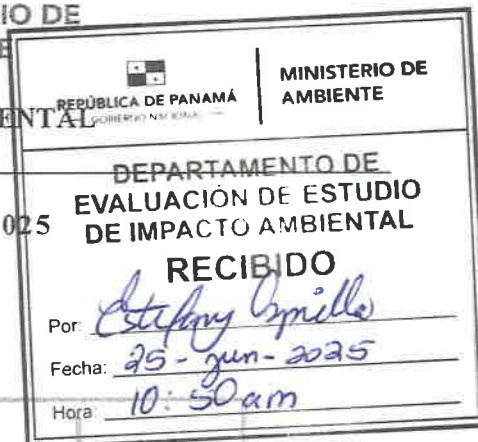 IO DE
E
ENTAL
025
REPÚBLICA DE PANAMÁ
GOBIERNO NACIONAL
MINISTERIO DE
AMBIENTE
DEPARTAMENTO DE
EVALUACIÓN DE ESTUDIO
DE IMPACTO AMBIENTAL
RECIBIDO
Por: Estefany
Fecha: 25-jun-2025
Hora: 10:50am